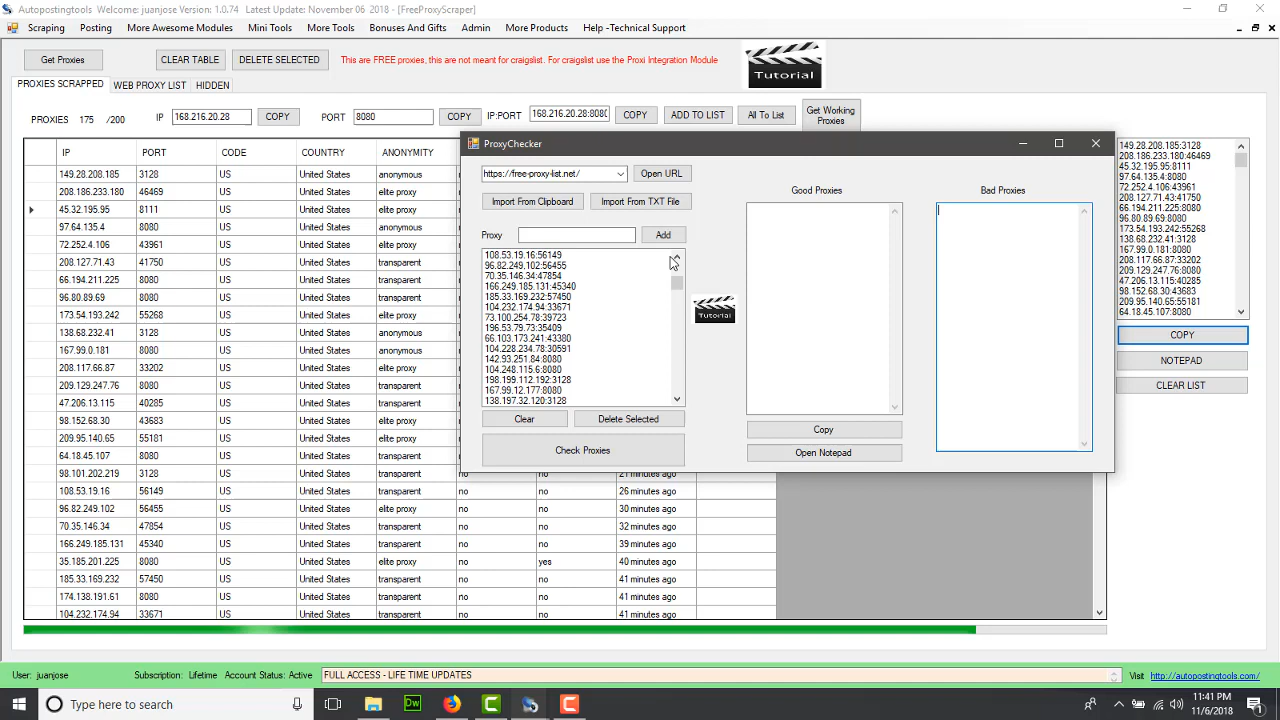 Autopostingtools Welcome: juanjose Version: 1.0.74 Latest Update: November 06 2018 - [FreeProxyScraper]
Scraping Posting More Awesome Modules Mini Tools More Tools Bonuses And Gifts Admin More Products Help -Technical Support
Get Proxies CLEAR TABLE DELETE SELECTED This are FREE proxies, this are not meant for craigslist. For craigslist use the Proxi Integration Module Tutorial
PROXIES SCRAPPED WEB PROXY LIST HIDDEN
PROXIES 175 /200 IP 168.216.20.28 COPY PORT 8080 COPY IP:PORT 168.216.20.28:8080 COPY ADD TO LIST All To List Get Working Proxies
IP PORT CODE COUNTRY ANONYMITY
149.28.208.185 3128 US United States anonymous
208.186.233.180 46469 US United States elite proxy
45.32.195.95 8111 US United States elite proxy
97.64.135.4 8080 US United States anonymous
72.252.4.106 43961 US United States elite proxy
208.127.71.43 41750 US United States transparent
66.194.211.225 8080 US United States transparent
96.80.89.69 8080 US United States transparent
173.54.193.242 55268 US United States transparent
138.68.232.41 3128 US United States anonymous
167.99.0.181 8080 US United States anonymous
208.117.66.87 33202 US United States transparent
209.129.247.76 8080 US United States transparent
47.206.13.115 40285 US United States transparent
98.152.68.30 43683 US United States transparent
209.95.140.65 55181 US United States transparent
64.18.45.107 8080 US United States transparent
98.101.202.219 3128 US United States transparent no no 21 minutes ago
108.53.19.16 56149 US United States transparent no no 26 minutes ago
96.82.249.102 56455 US United States elite proxy no no 30 minutes ago
70.35.146.34 47854 US United States transparent no no 32 minutes ago
166.249.185.131 45340 US United States transparent no no 39 minutes ago
35.185.201.225 8080 US United States elite proxy no yes 40 minutes ago
185.33.169.232 57450 US United States transparent no no 41 minutes ago
174.138.191.61 8080 US United States transparent no no 41 minutes ago
104.232.174.94 33671 US United States transparent no no 41 minutes ago
ProxyChecker
https://free-proxy-list.net/ Open URL
Import From Clipboard Import From TXT File
Proxy Add
108.53.19.16:56149
96.82.249.102:56455
70.35.146.34:47854
166.249.185.131:45340
185.33.169.232:57450
104.232.174.94:33671
73.100.254.78:39723
196.53.79.73:35409
66.103.173.241:43380
104.228.234.78:30591
142.93.251.84:8080
104.248.115.6:8080
198.199.112.192:3128
167.99.12.177:8080
138.197.32.120:3128
Clear Delete Selected
Check Proxies
Tutorial
Good Proxies
Copy
Open Notepad
Bad Proxies
149.28.208.185:3128
208.186.233.180:46469
45.32.195.95:8111
97.64.135.4:8080
72.252.4.106:43961
208.127.71.43:41750
66.194.211.225:8080
96.80.89.69:8080
173.54.193.242:55268
138.68.232.41:3128
167.99.0.181:8080
208.117.66.87:33202
209.129.247.76:8080
47.206.13.115:40285
98.152.68.30:43683
209.95.140.65:55181
64.18.45.107:8080
COPY
NOTEPAD
CLEAR LIST
User: juanjose Subscription: Lifetime Account Status: Active FULL ACCESS - LIFE TIME UPDATES Visit http://autopostingtools.com/
Type here to search Dw 11:41 PM
11/6/2018